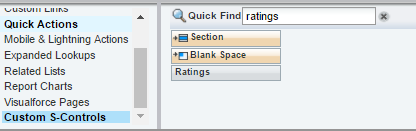 Custom Links
Quick Actions
Mobile & Lightning Actions
Expanded Lookups
Related Lists
Report Charts
Visualforce Pages
Custom S-Controls
Quick Find ratings
Section
Blank Space
Ratings